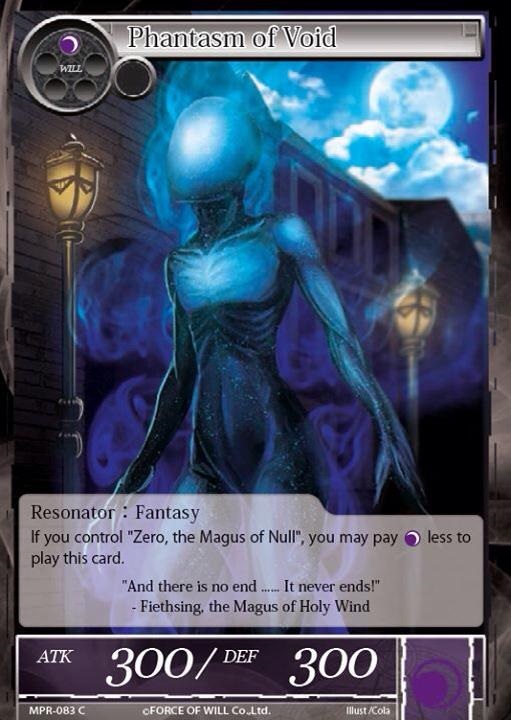 Phantasm of Void
WILL
Resonator : Fantasy
If you control "Zero, the Magus of Null", you may pay less to
play this card.
"And there is no end ...... It never ends!"
- Fiethsing, the Magus of Holy Wind
ATK 300 / DEF 300
MPR-083 C ©FORCE OF WILL Co.,Ltd. Illust /Cola